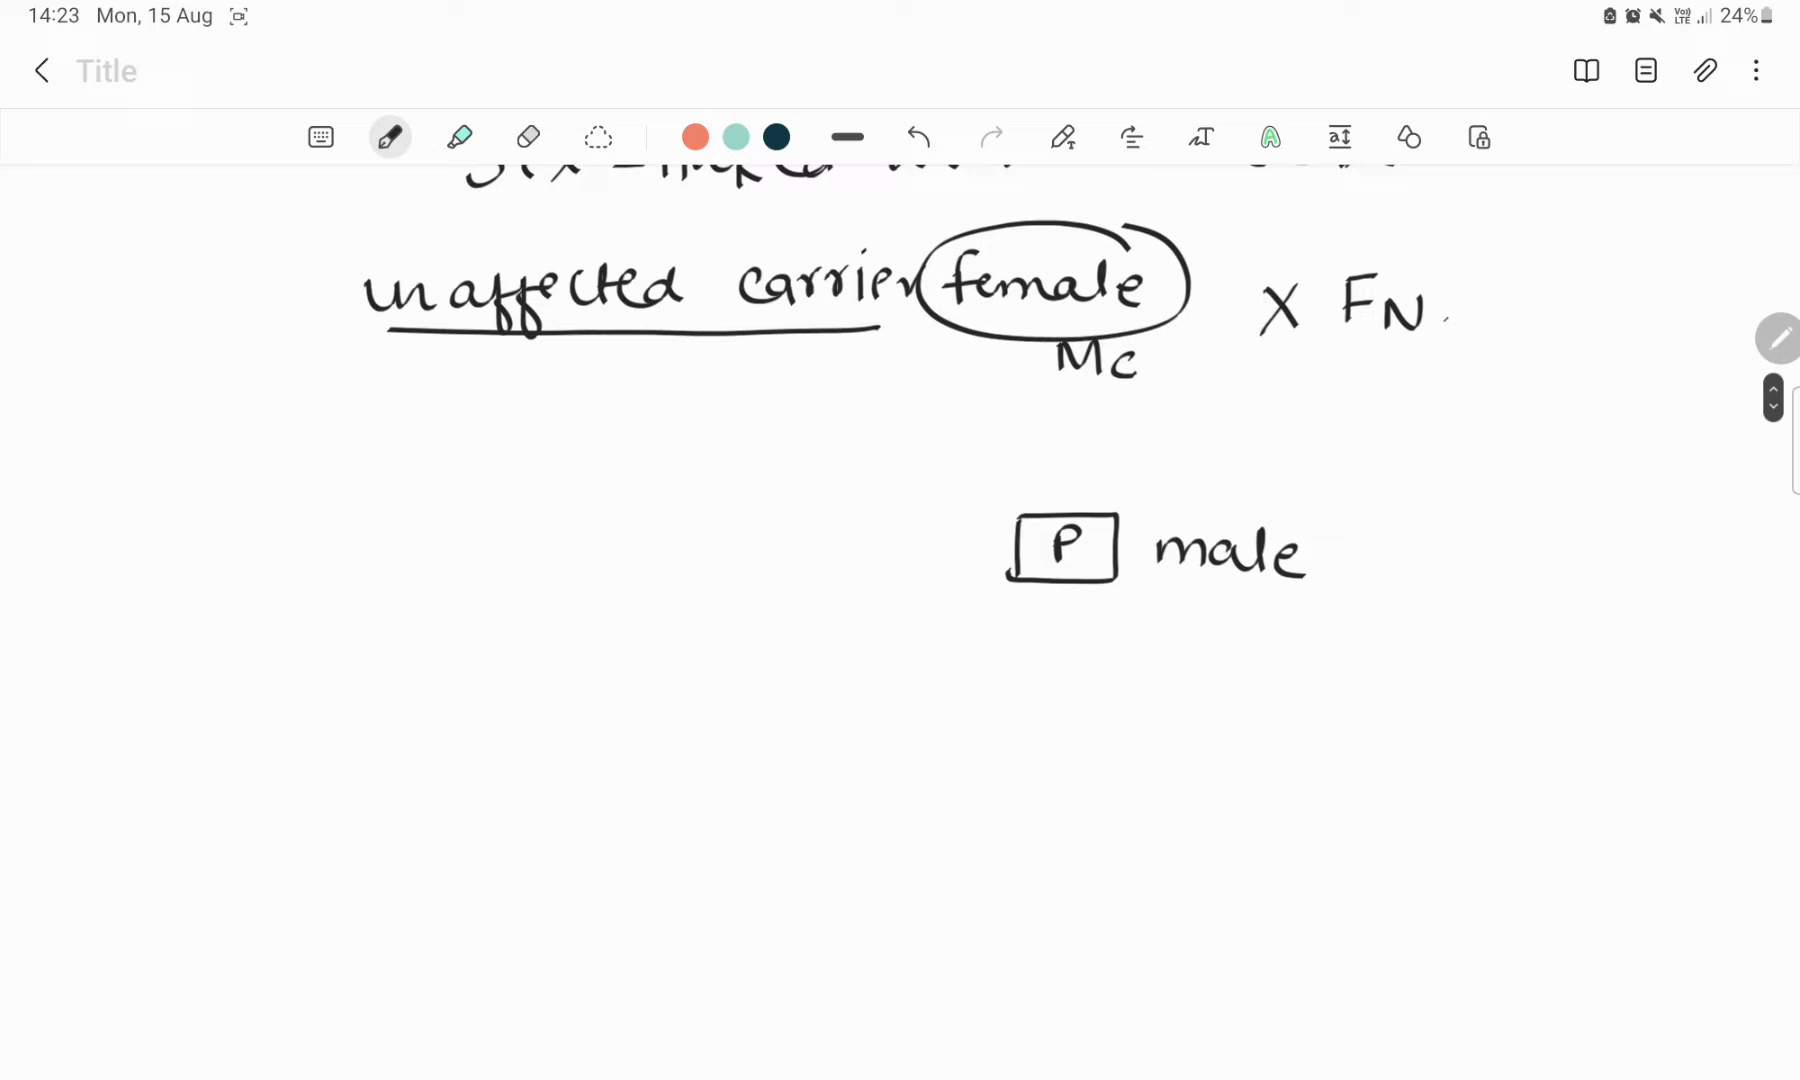 14:23 Mon, 15 Aug 24%
Title
unaffected carrier female X FN
Mc
P male